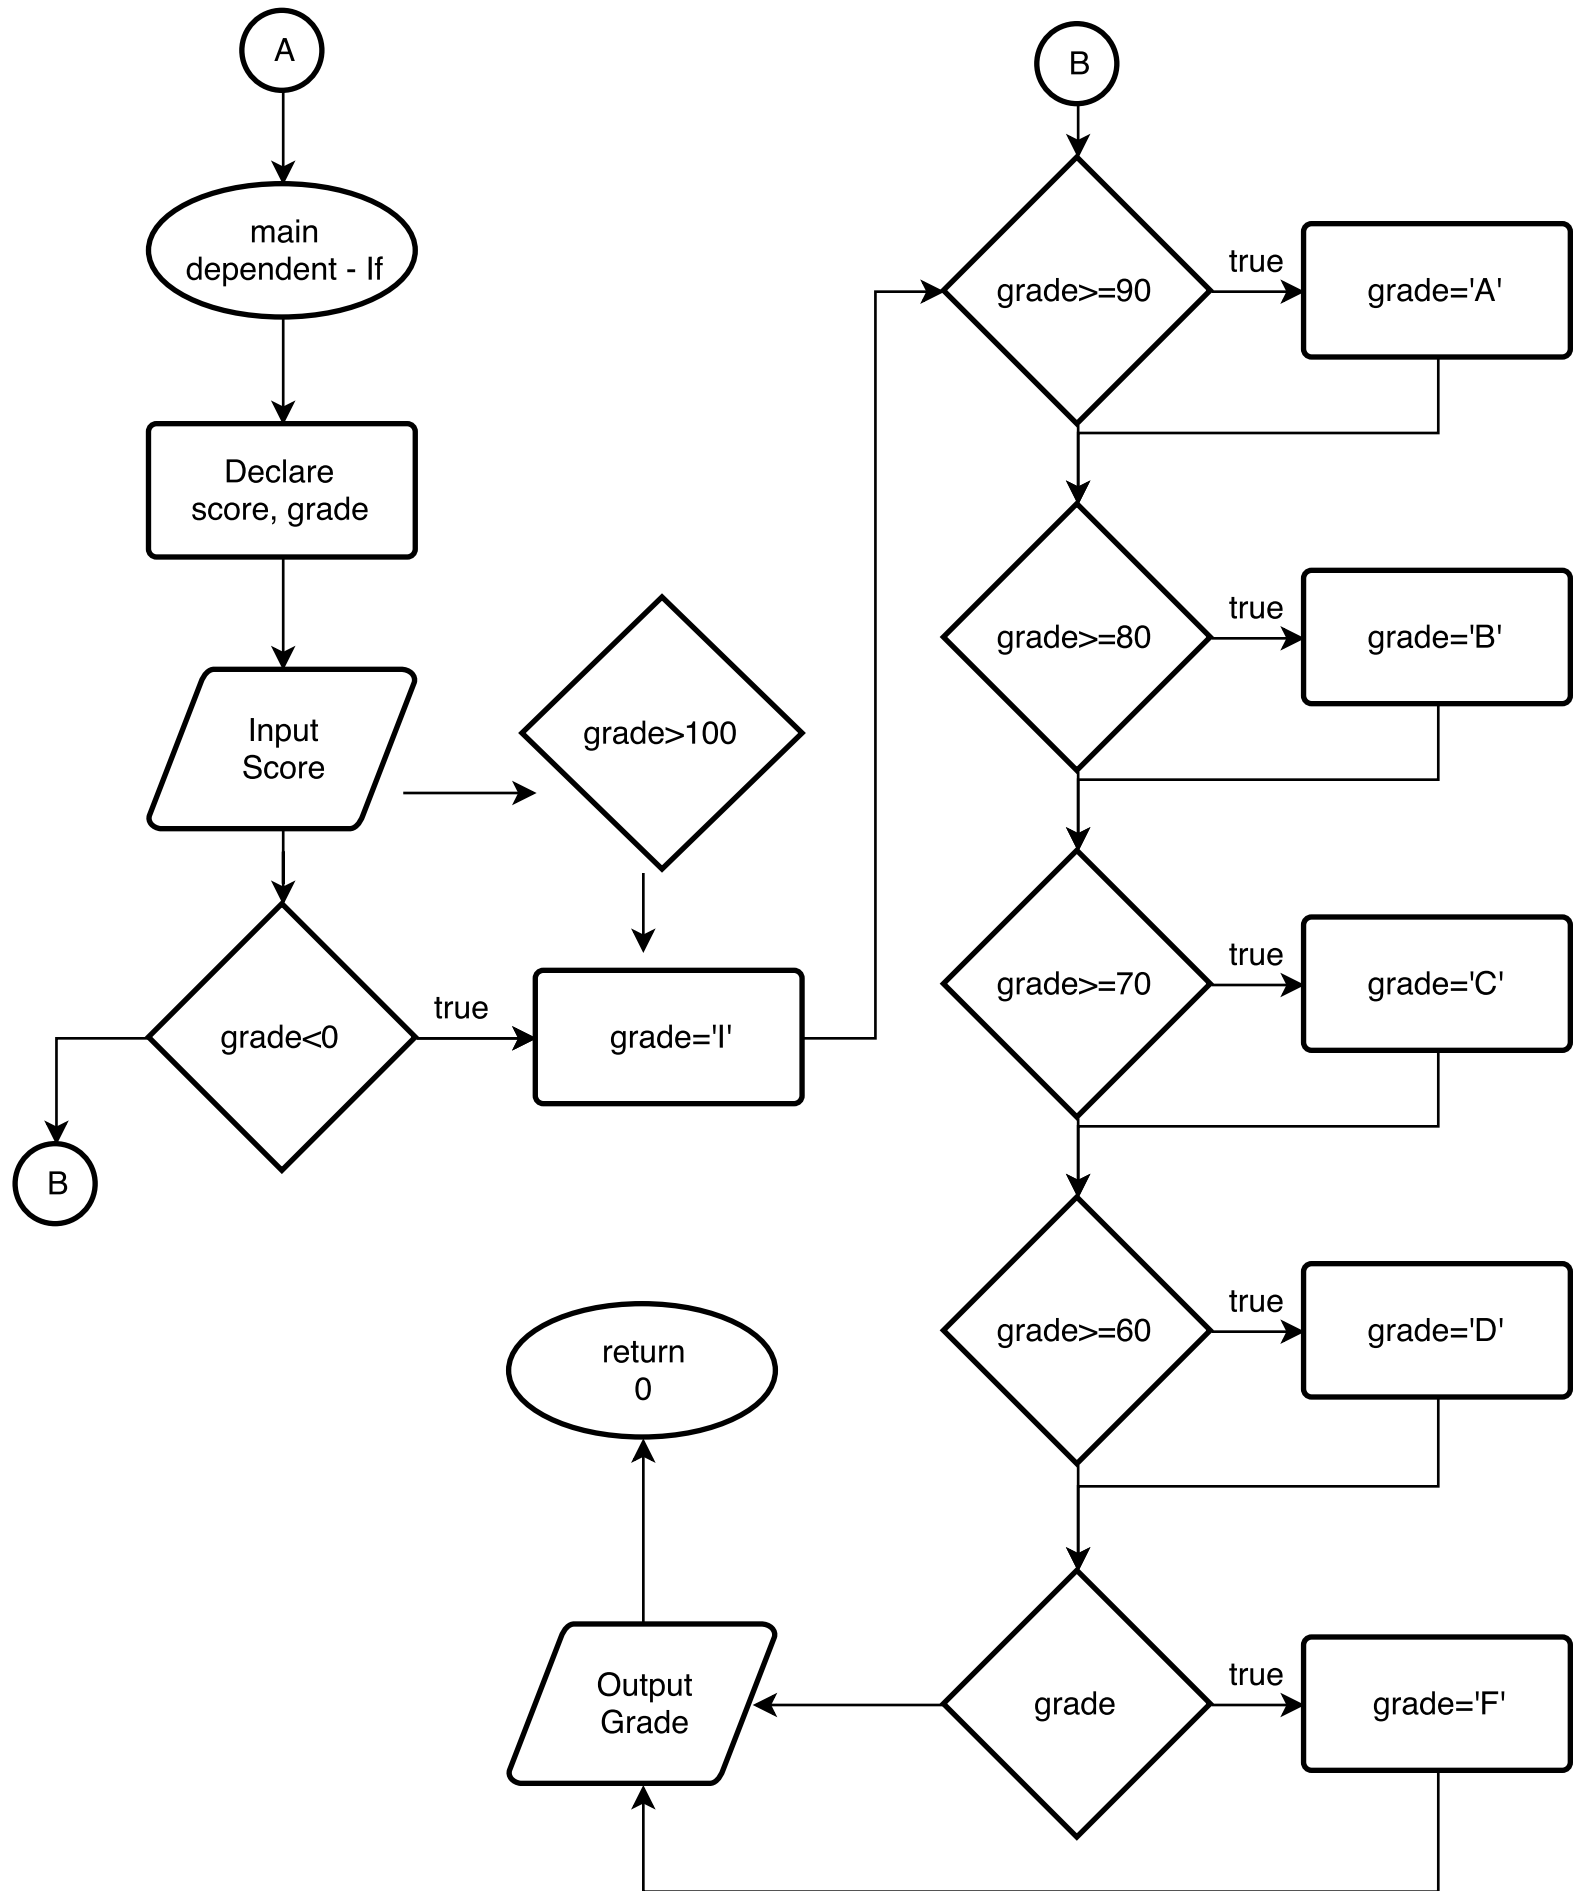 A
main
dependent - If
Declare
score, grade
Input
Score
grade>100
grade<0
true
grade='I'
B
B
grade>=90
true
grade='A'
grade>=80
true
grade='B'
grade>=70
true
grade='C'
grade>=60
true
grade='D'
grade
true
grade='F'
Output
Grade
return
0